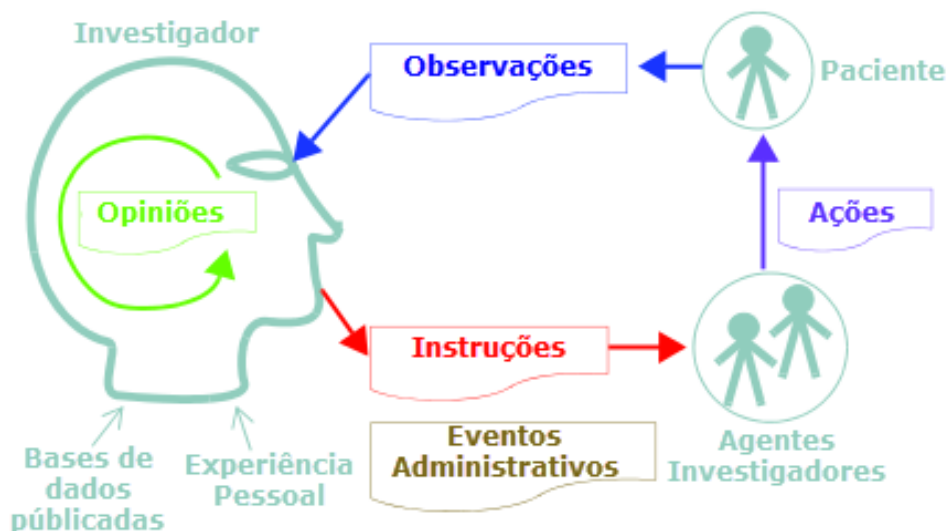 Investigador
Observações
Paciente
Opiniões
Ações
Instruções
Eventos
Administrativos
Agentes
Investigadores
Bases de
dados
públicadas
Experiência
Pessoal